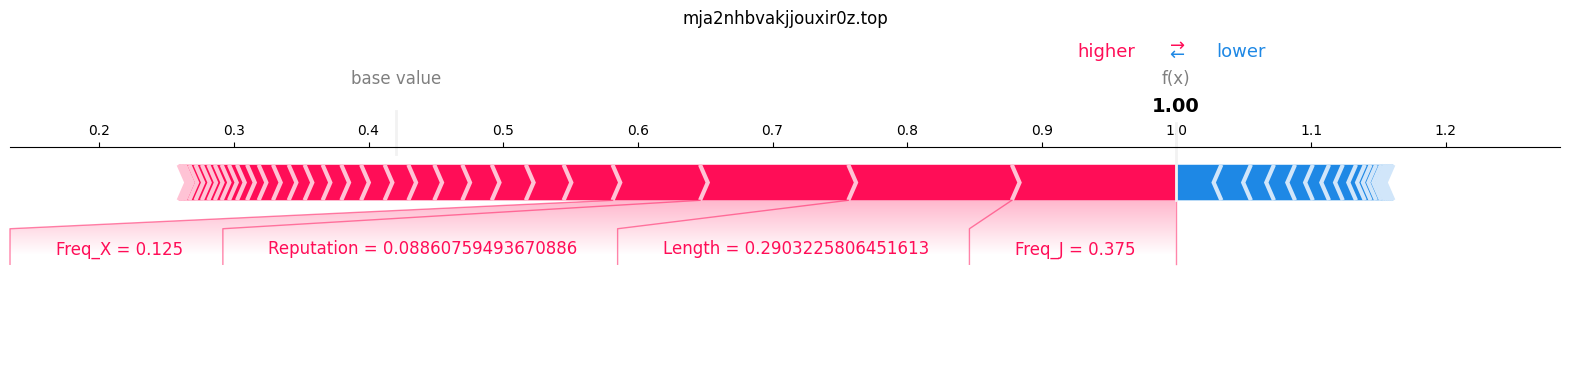 mja2nhbvakjjouxir0z.top
higher ⇄ lower
base value f(x)
1.00
0.2 0.3 0.4 0.5 0.6 0.7 0.8 0.9 1.0 1.1 1.2
Freq_X = 0.125 Reputation = 0.08860759493670886 Length = 0.2903225806451613 Freq_J = 0.375